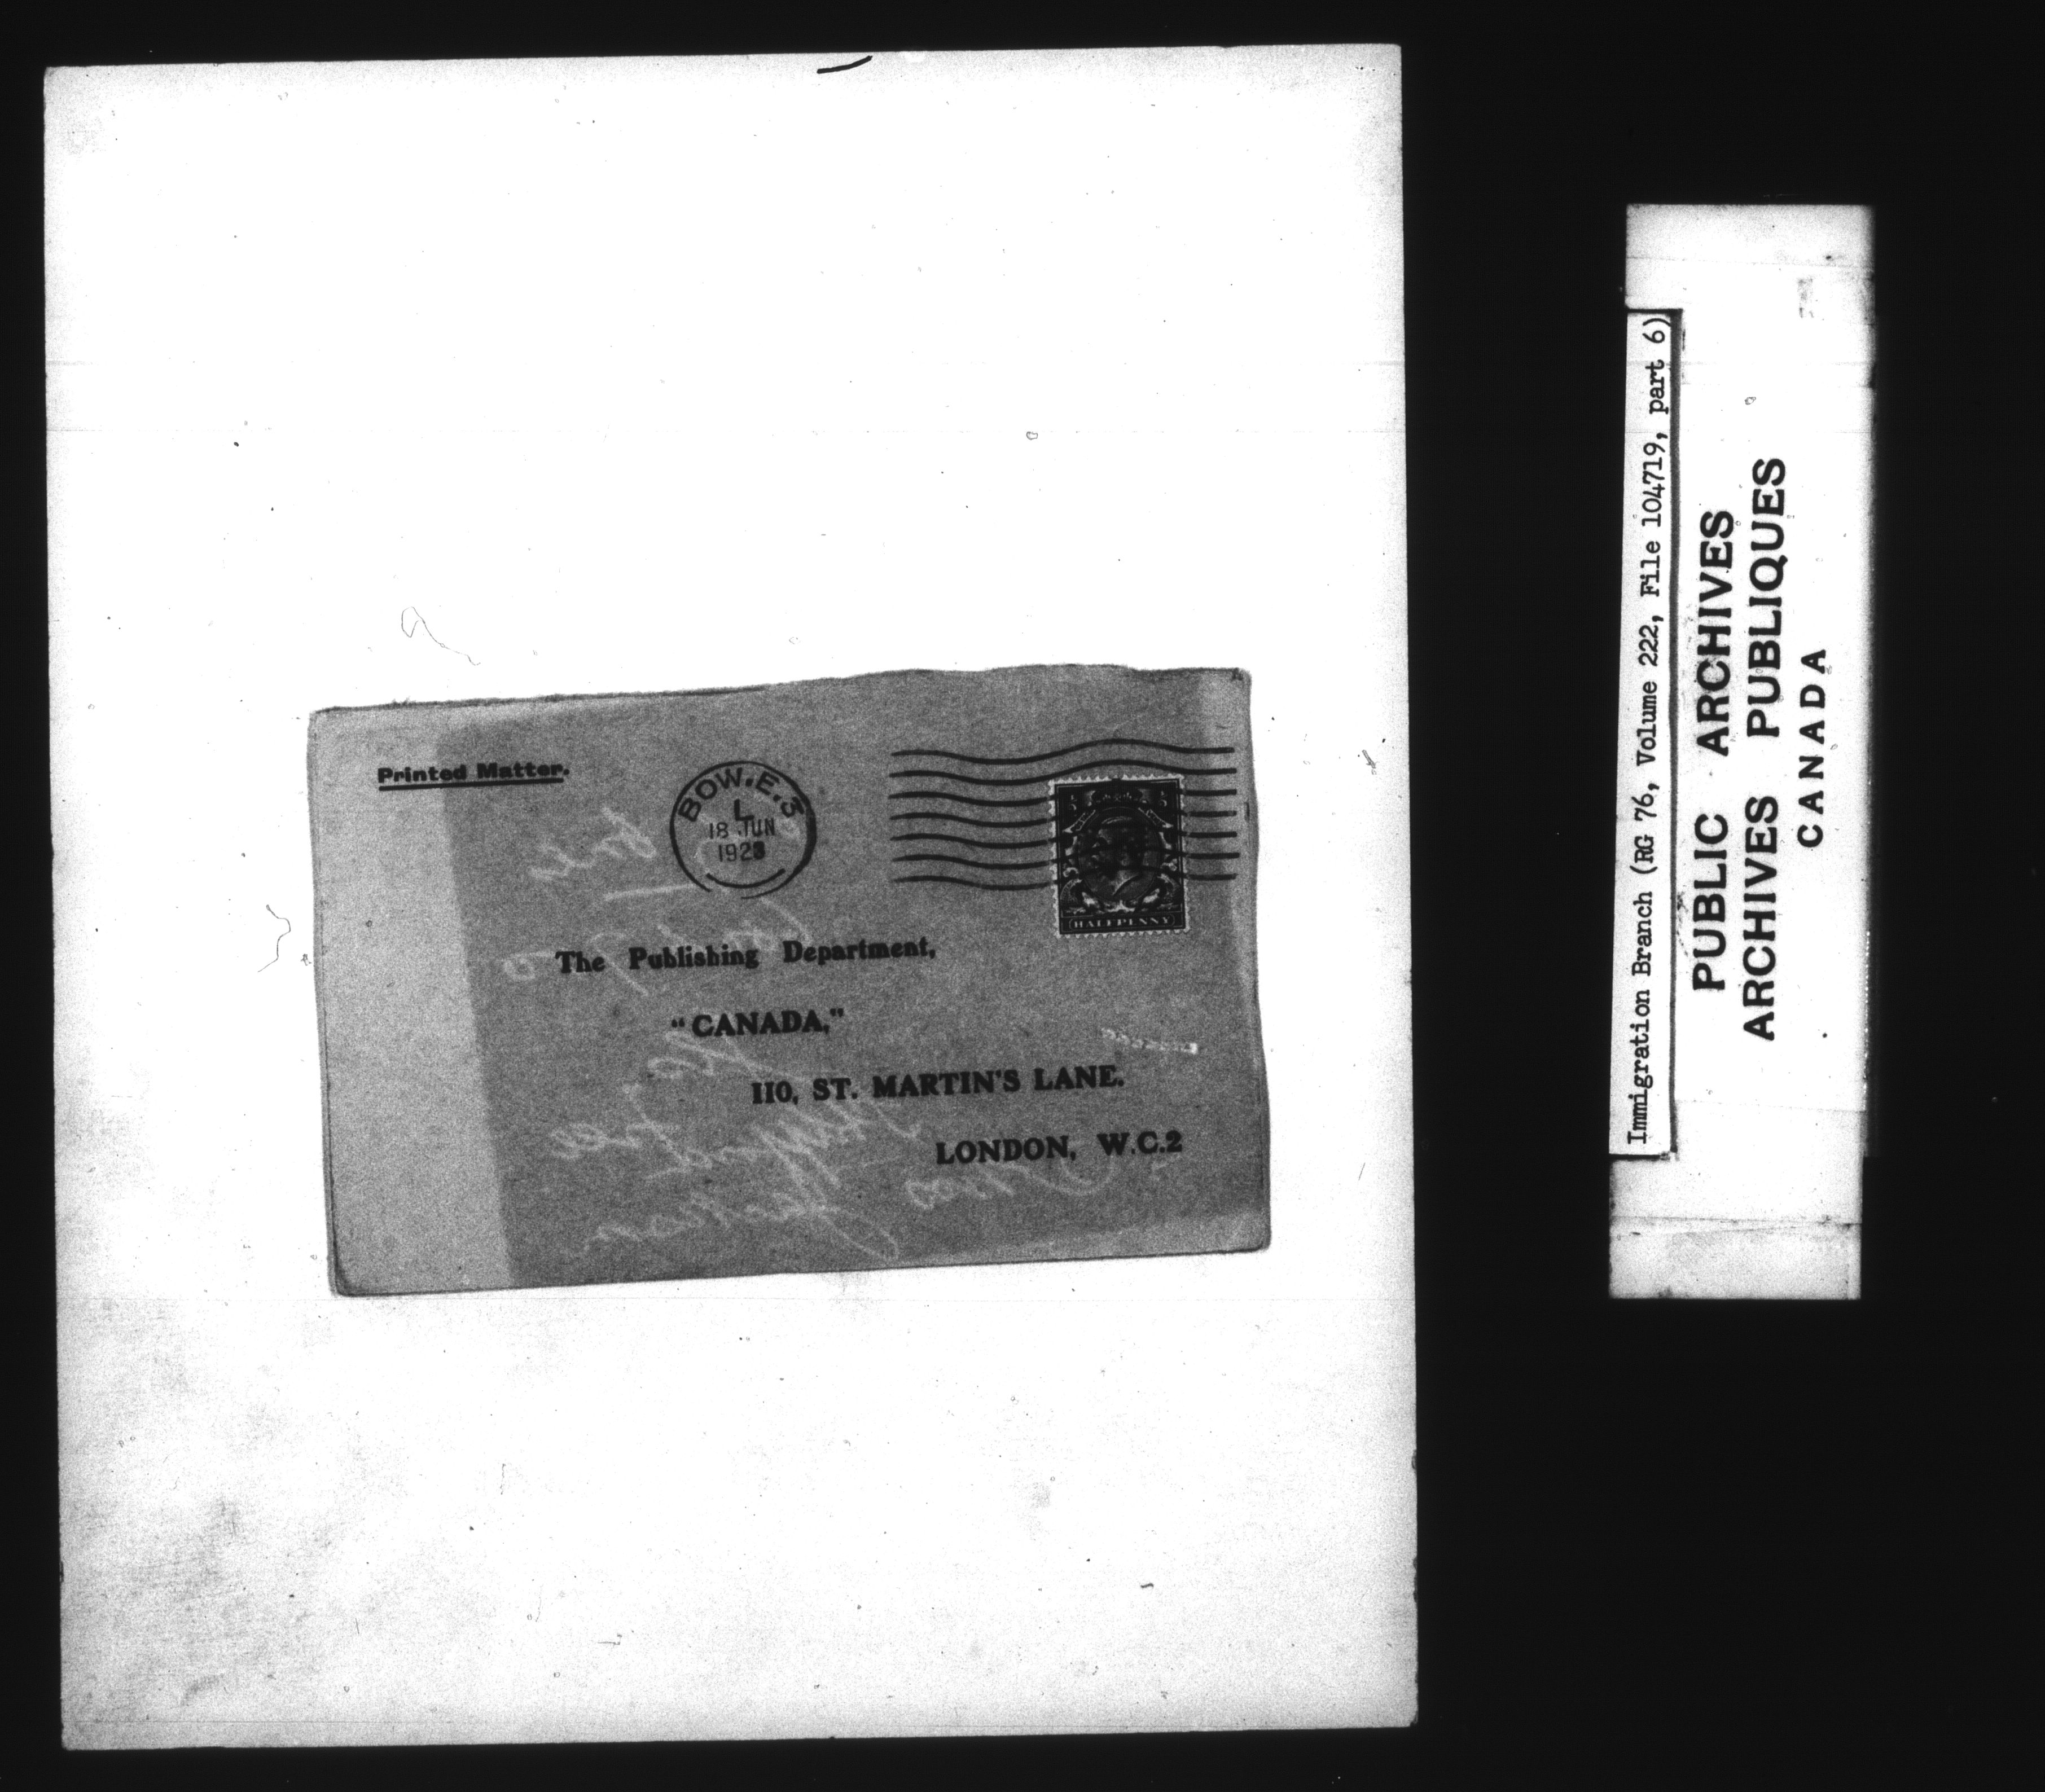 Printed Matter.
BOW.E.3
L
18 JUN
1923
HALFPENNY
The Publishing Department,
"CANADA,"
110, ST. MARTIN'S LANE.
LONDON, W.C.2
Immigration Branch (RG 76, Volume 222, File 104719, part 6)
PUBLIC ARCHIVES
ARCHIVES PUBLIQUES
CANADA